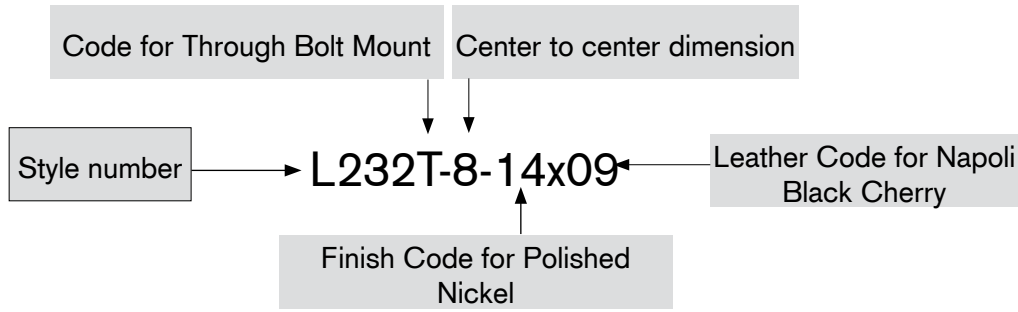 Code for Through Bolt Mount
Center to center dimension
Style number
L232T-8-14x09
Leather Code for Napoli
Black Cherry
Finish Code for Polished
Nickel